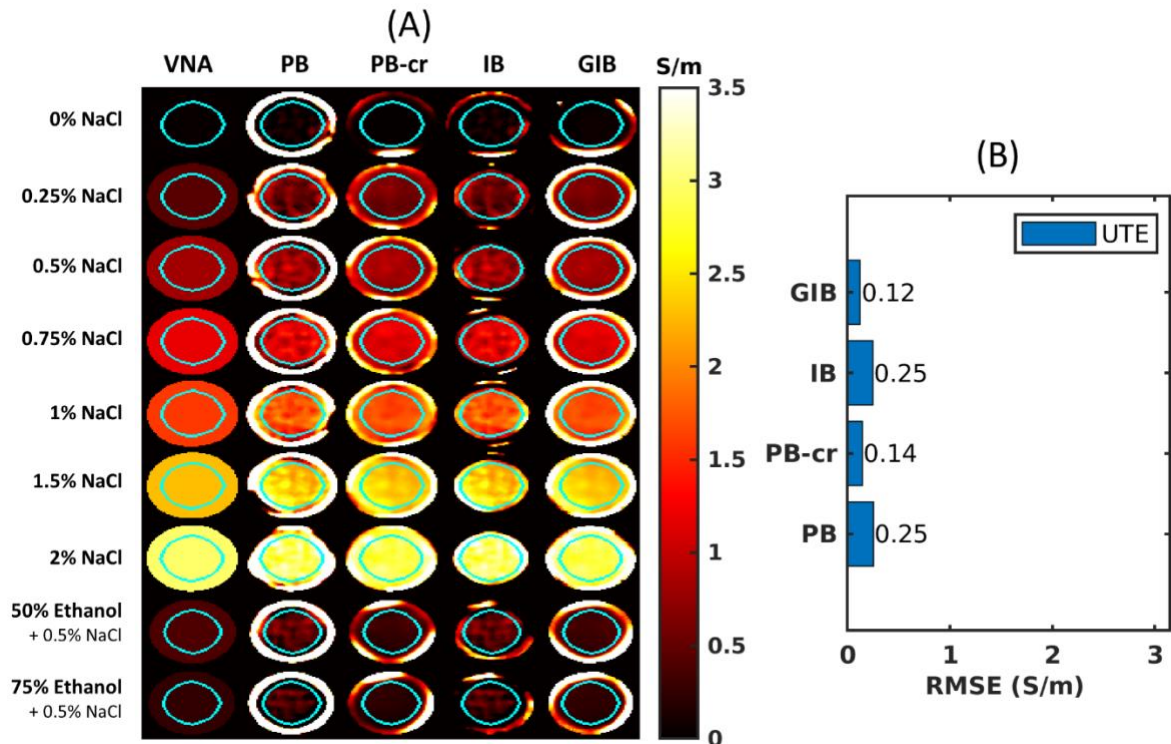 (A)
VNA PB PB-cr IB GIB S/m
0% NaCl
0.25% NaCl
0.5% NaCl
0.75% NaCl
1% NaCl
1.5% NaCl
2% NaCl
50% Ethanol
+ 0.5% NaCl
75% Ethanol
+ 0.5% NaCl
3.5
3
2.5
2
1.5
1
0.5
0
(B)
UTE
GIB 0.12
IB 0.25
PB-cr 0.14
PB 0.25
0 1 2 3
RMSE (S/m)